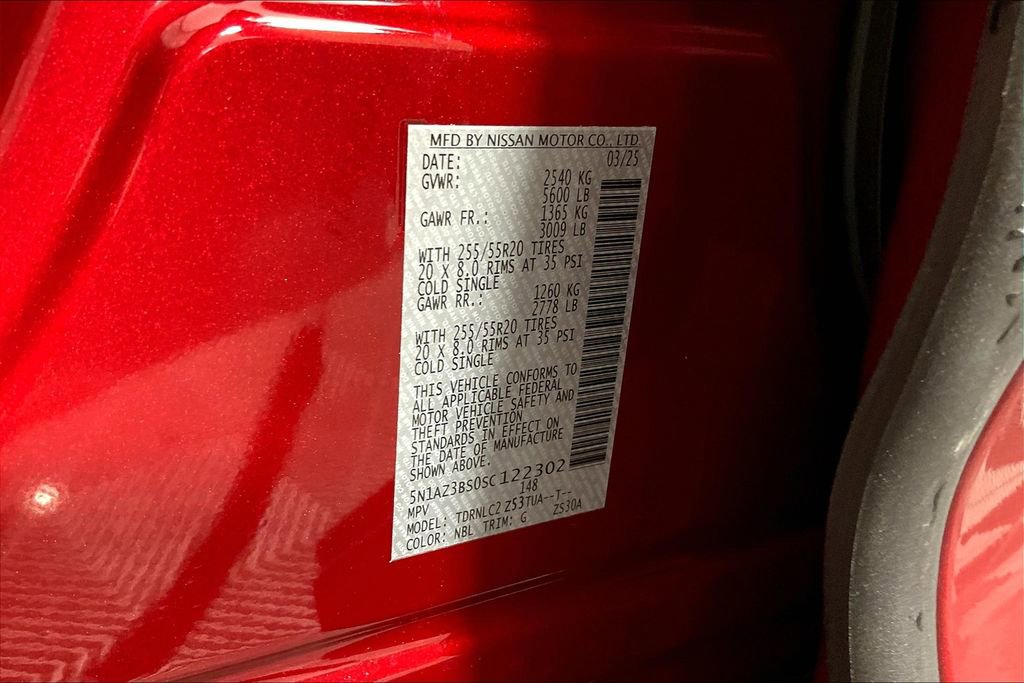 MFD BY NISSAN MOTOR CO., LTD
DATE: 03/25
GVWR: 2540 KG
5600 LB
GAWR FR.: 1365 KG
3009 LB
WITH 255/55R20 TIRES
20 X 8.0 RIMS AT 35 PSI
COLD SINGLE
GAWR RR.: 1260 KG
2778 LB
WITH 255/55R20 TIRES
20 X 8.0 RIMS AT 35 PSI
COLD SINGLE
THIS VEHICLE CONFORMS TO
ALL APPLICABLE FEDERAL
MOTOR VEHICLE SAFETY AND
THEFT PREVENTION
STANDARDS IN EFFECT ON
THE DATE OF MANUFACTURE
SHOWN ABOVE.
5N1AZ3BS0SC122302
MPV 148
MODEL: TDRNLC2 Z53TUA--T--
COLOR: NBL TRIM: G ZS30A